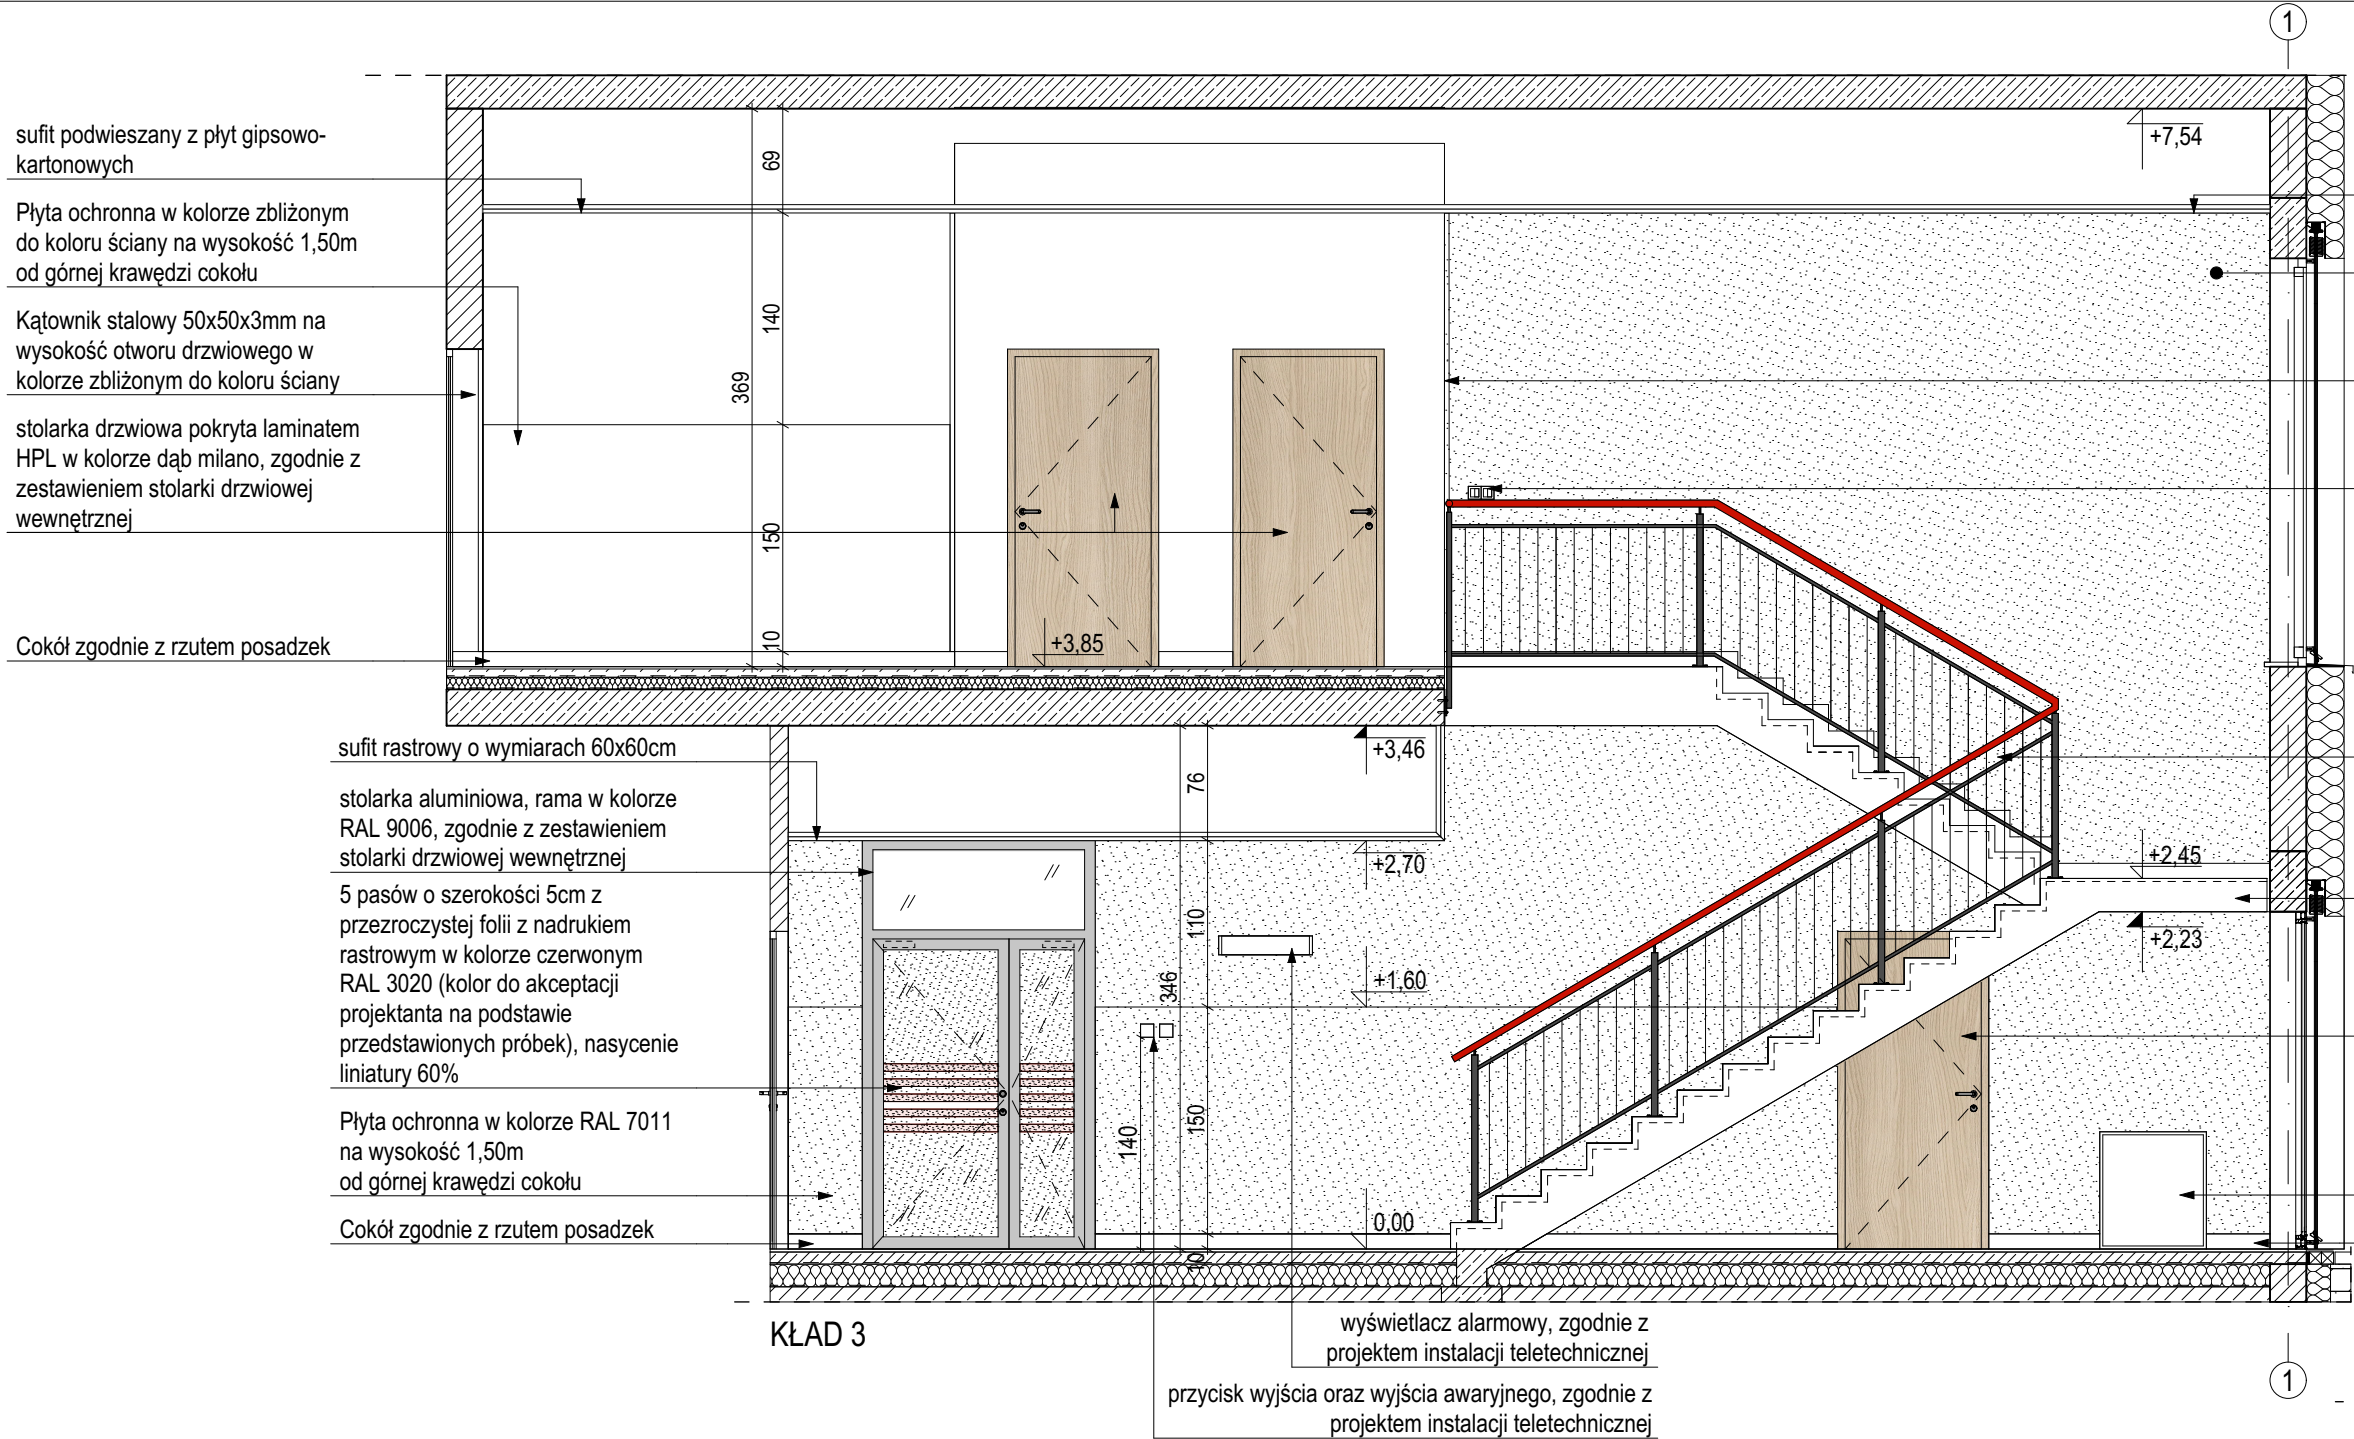 1
sufit podwieszany z płyt gipsowo-
kartonowych
Płyta ochronna w kolorze zbliżonym
do koloru ściany na wysokość 1,50m
od górnej krawędzi cokołu
Kątownik stalowy 50x50x3mm na
wysokość otworu drzwiowego w
kolorze zbliżonym do koloru ściany
stolarka drzwiowa pokryta laminatem
HPL w kolorze dąb milano, zgodnie z
zestawieniem stolarki drzwiowej
wewnętrznej
Cokół zgodnie z rzutem posadzek
369
69
140
150
10
+7,54
+3,85
sufit rastrowy o wymiarach 60x60cm
stolarka aluminiowa, rama w kolorze
RAL 9006, zgodnie z zestawieniem
stolarki drzwiowej wewnętrznej
5 pasów o szerokości 5cm z
przezroczystej folii z nadrukiem
rastrowym w kolorze czerwonym
RAL 3020 (kolor do akceptacji
projektanta na podstawie
przedstawionych próbek), nasycenie
liniatury 60%
Płyta ochronna w kolorze RAL 7011
na wysokość 1,50m
od górnej krawędzi cokołu
Cokół zgodnie z rzutem posadzek
+3,46
76
+2,70
110
346
+1,60
140
150
10
0,00
+2,45
+2,23
KŁAD 3
wyświetlacz alarmowy, zgodnie z
projektem instalacji teletechnicznej
przycisk wyjścia oraz wyjścia awaryjnego, zgodnie z
projektem instalacji teletechnicznej
1